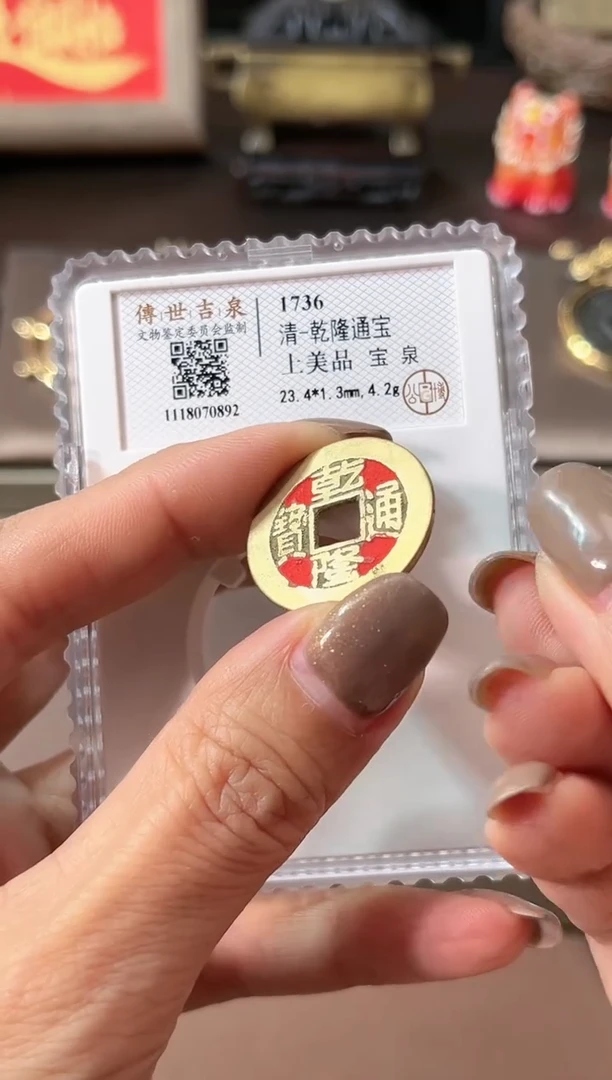 傳世吉泉
文物鉴定委员会监制
1118070892
1736
清-乾隆通宝
上美品 宝泉
23.4*1.3mm,4.2g
乾隆通寶